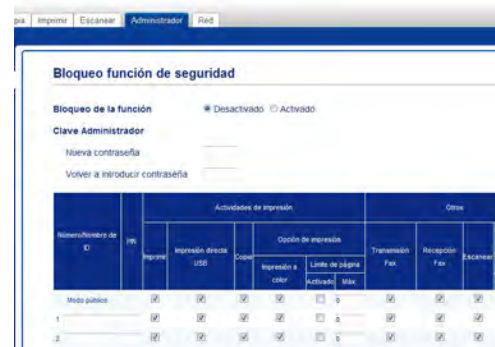 pia Imprimir Escanear Administrador Red
Bloqueo función de seguridad
Bloqueo de la función Desactivado Activado
Clave Administrador
Nueva contraseña
Volver a introducir contraseña
Actividades de impresión Otros
Número/Nombre de ID PIN Imprimir Impresión directa USB Copia Opción de impresión Transmisión Fax Recepción Fax Escanear
Impresión a color Límite de página
Activado Máx.
Modo público 0
1 0
2 0